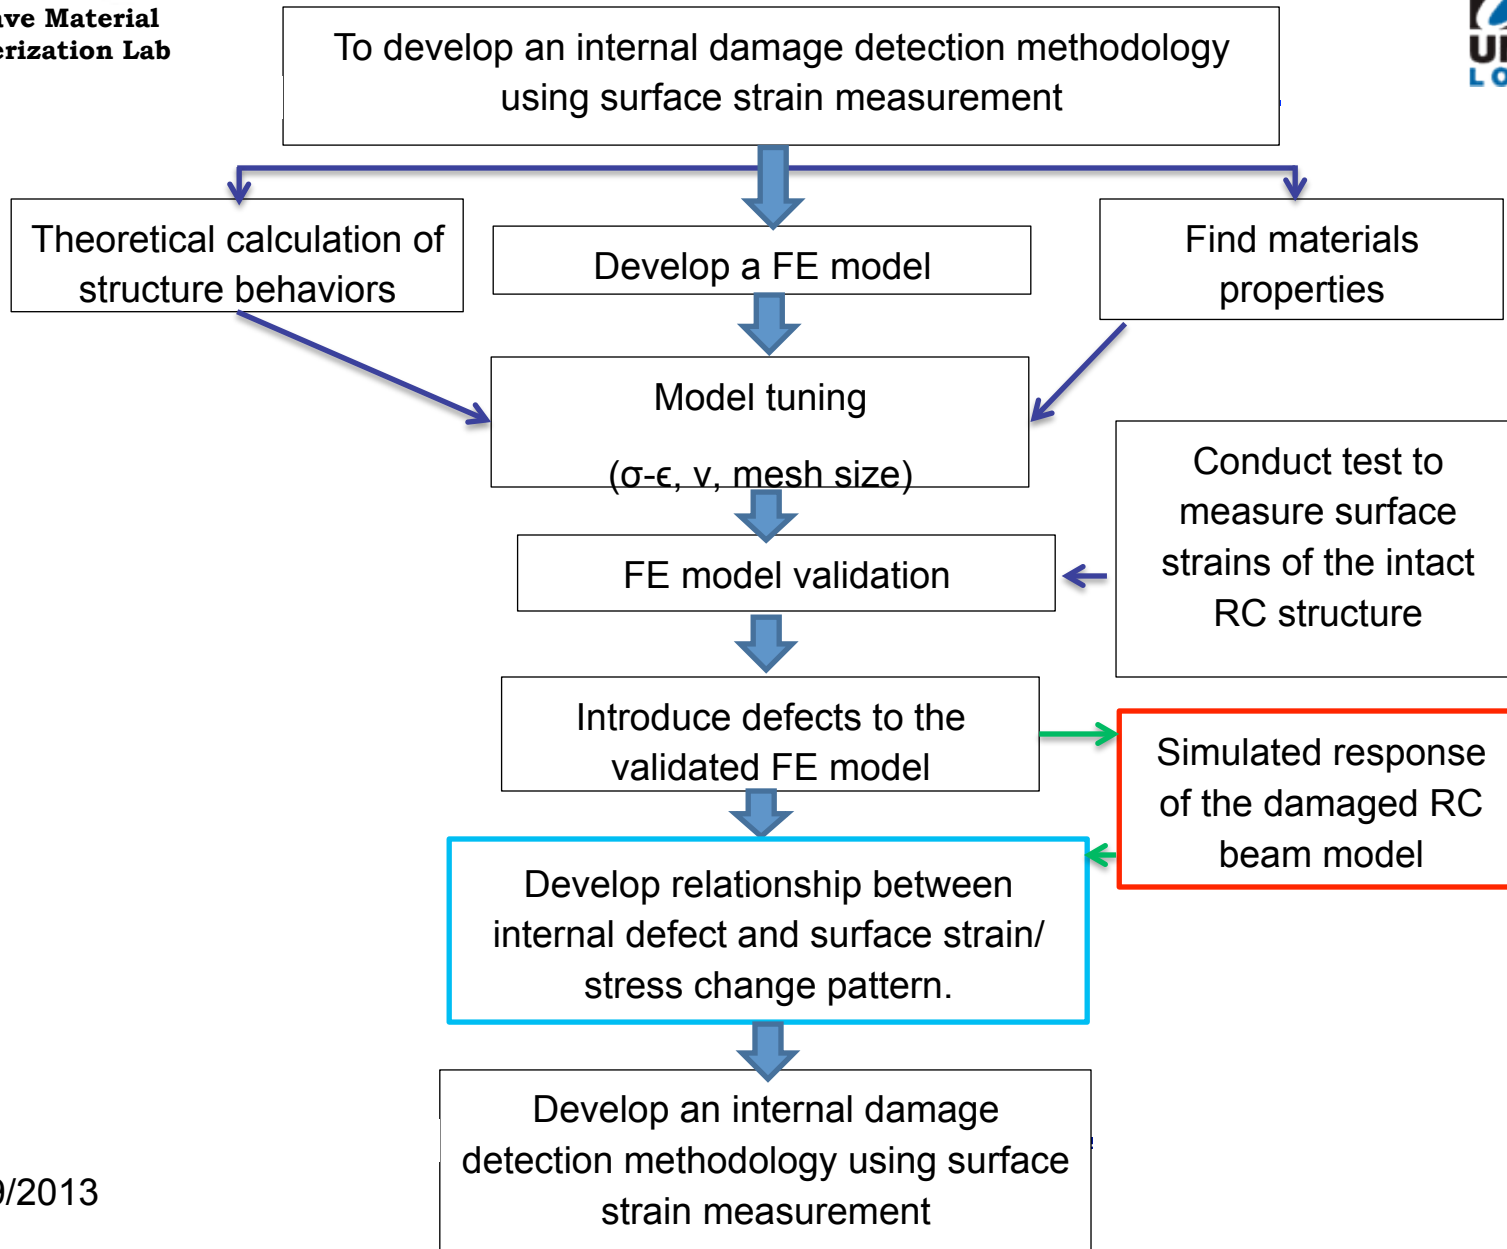 ave Material
erization Lab
To develop an internal damage detection methodology
using surface strain measurement
Theoretical calculation of
structure behaviors
Develop a FE model
Find materials
properties
Model tuning
(σ-ϵ, ν, mesh size)
Conduct test to
measure surface
strains of the intact
RC structure
FE model validation
Introduce defects to the
validated FE model
Simulated response
of the damaged RC
beam model
Develop relationship between
internal defect and surface strain/
stress change pattern.
Develop an internal damage
detection methodology using surface
strain measurement
9/2013